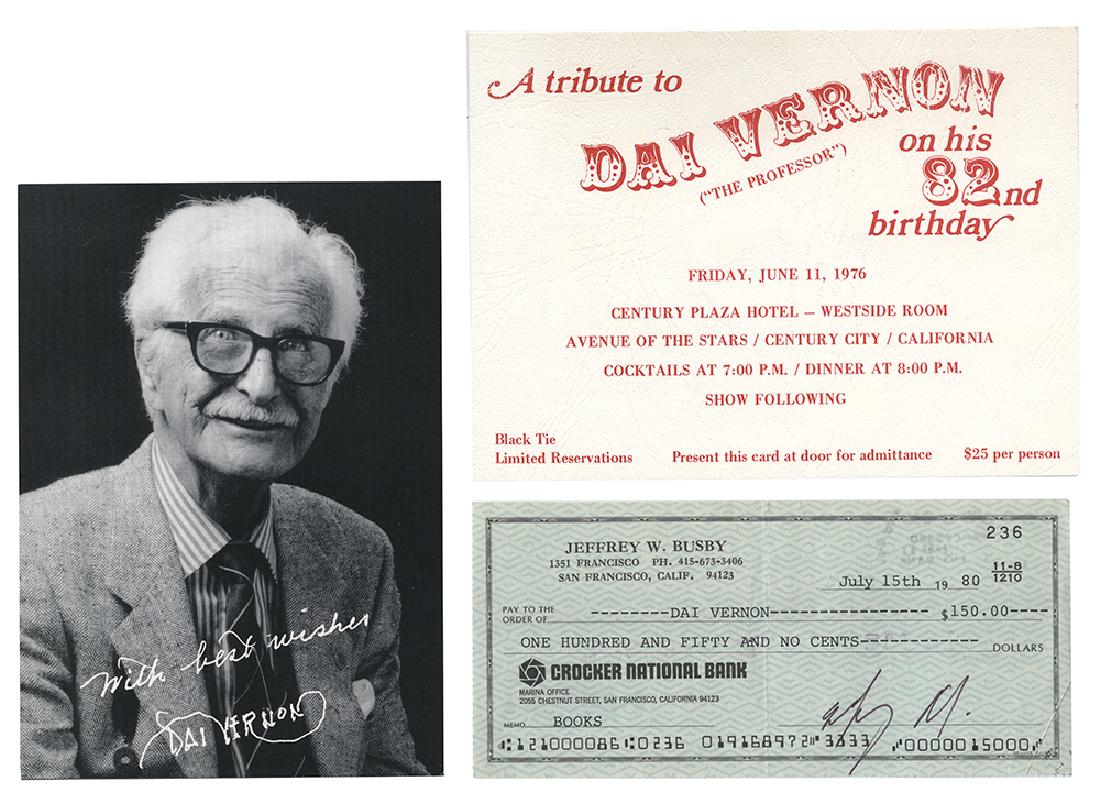 With best wishes
DAI VERNON
A tribute to
DAI VERNON
("THE PROFESSOR")
on his
82nd
birthday
FRIDAY, JUNE 11, 1976
CENTURY PLAZA HOTEL – WESTSIDE ROOM
AVENUE OF THE STARS / CENTURY CITY / CALIFORNIA
COCKTAILS AT 7:00 P.M. / DINNER AT 8:00 P.M.
SHOW FOLLOWING
Black Tie
Limited Reservations
Present this card at door for admittance
$25 per person
236
JEFFREY W. BUSBY
1351 FRANCISCO PH. 415-673-3406
SAN FRANCISCO, CALIF. 94123
July 15th 19 80
11-8
1210
PAY TO THE
ORDER OF
--------DAI VERNON----------------
$150.00----
ONE HUNDRED AND FIFTY AND NO CENTS------------
DOLLARS
CROCKER NATIONAL BANK
MARINA OFFICE
2055 CHESTNUT STREET, SAN FRANCISCO, CALIFORNIA 94123
MEMO BOOKS
⑆121000086⑆0236 019168972⑈3333 ⑈0000015000⑈